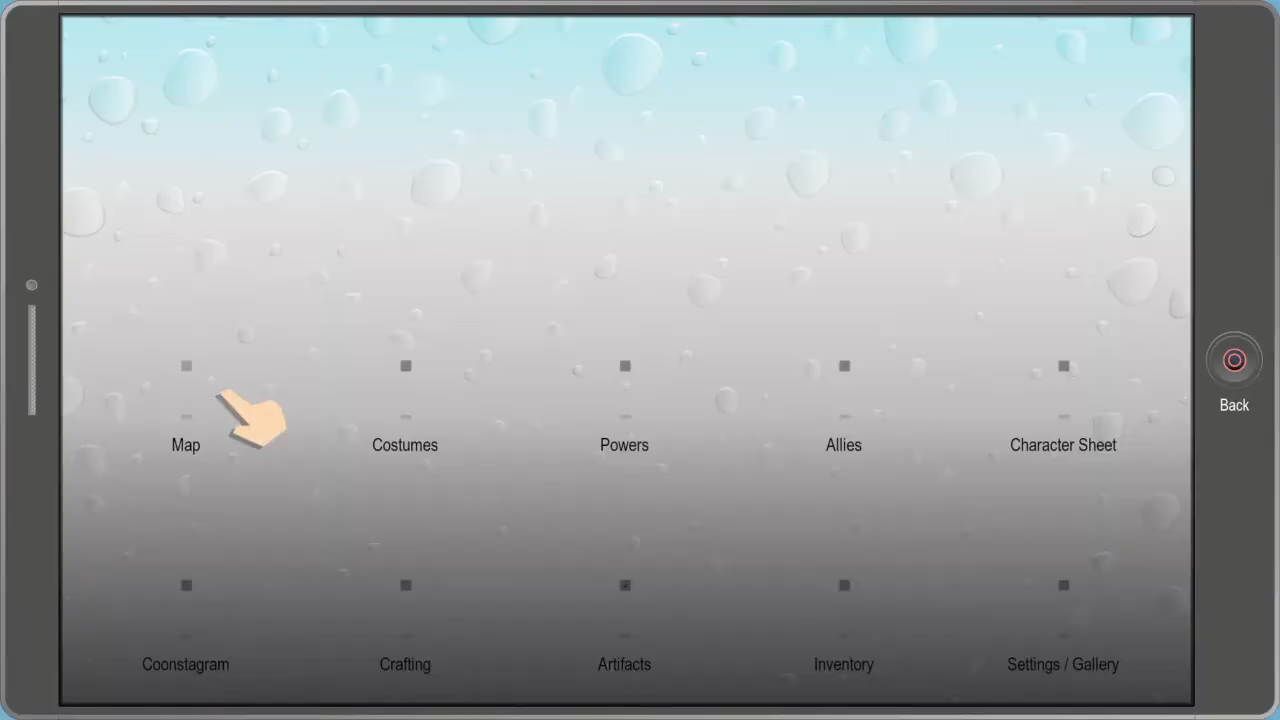 Back
Map
Costumes
Powers
Allies
Character Sheet
Coonstagram
Crafting
Artifacts
Inventory
Settings / Gallery